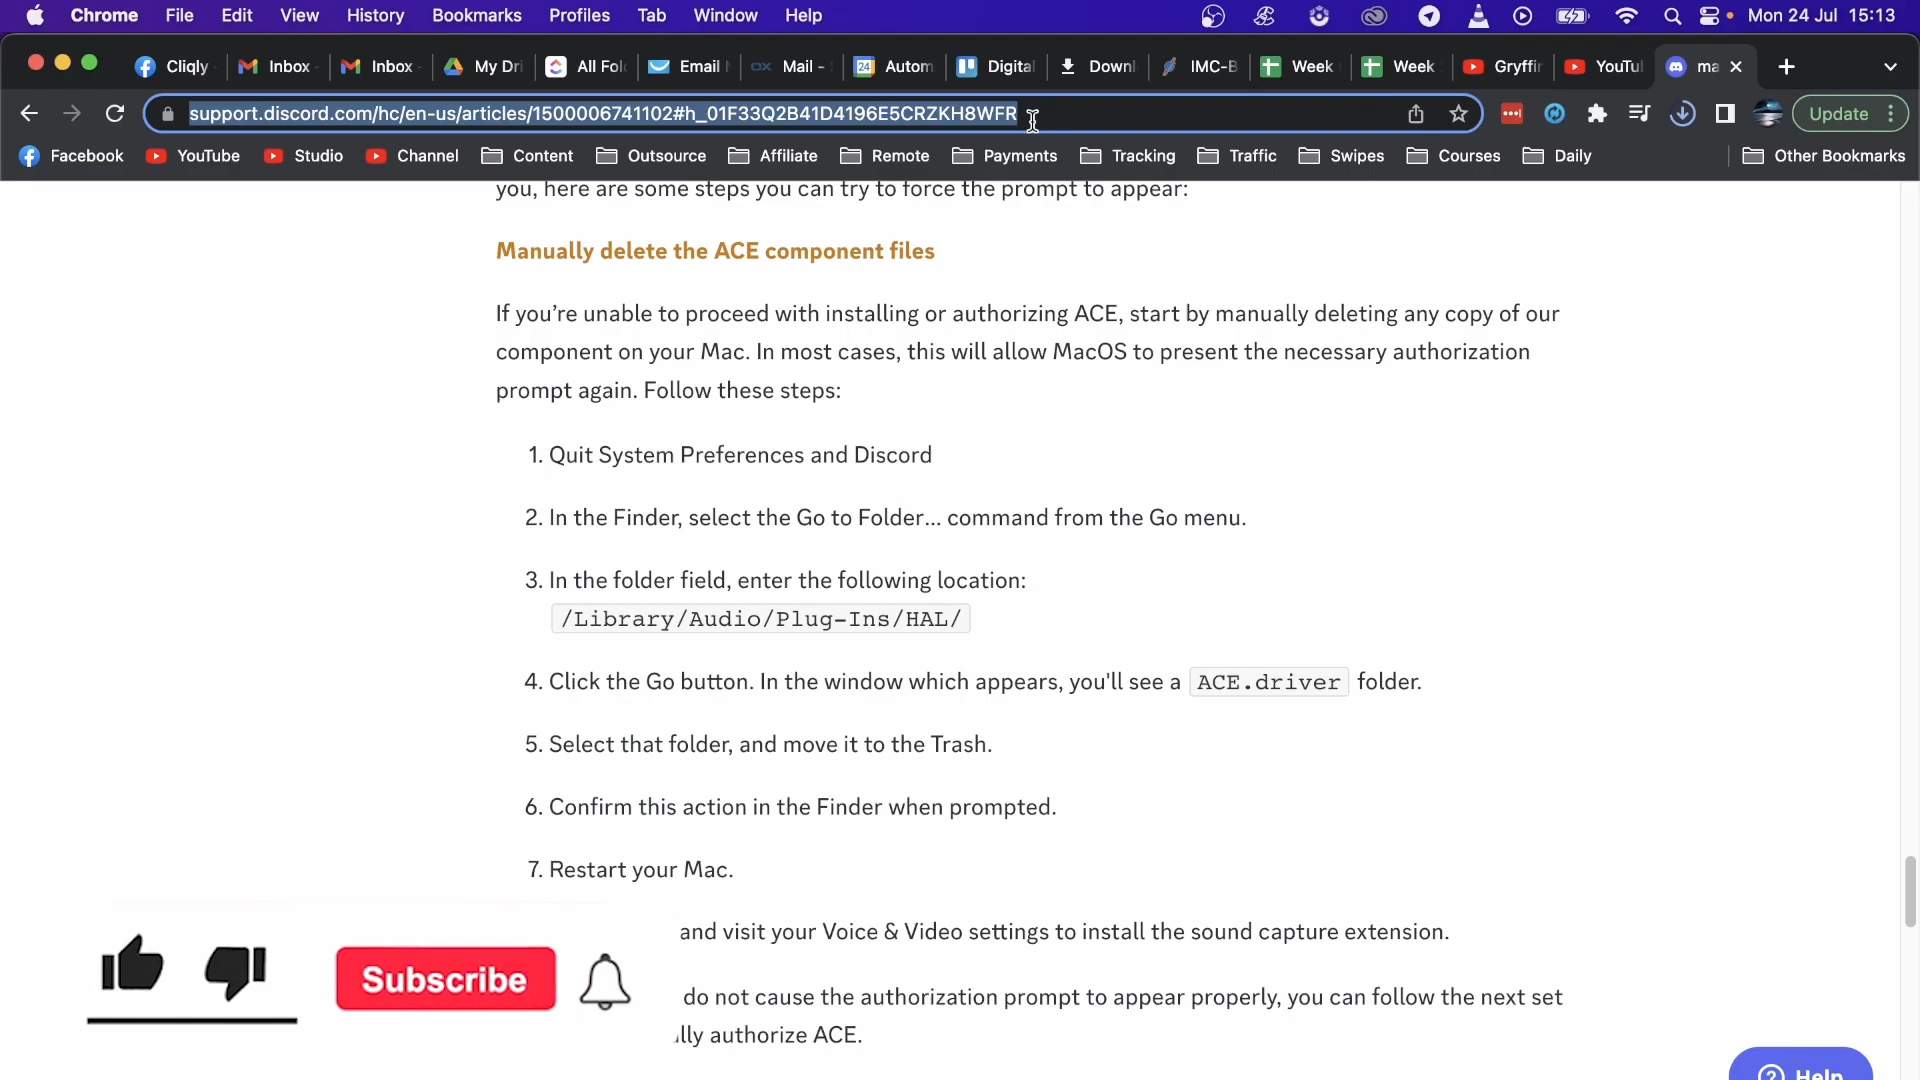 Chrome File Edit View History Bookmarks Profiles Tab Window Help Mon 24 Jul 15:13
Cliqly Inbox Inbox My Dri All Fol Email Mail - 24 Autom Digital Downl IMC-B Week Week Gryffin YouTu ma
support.discord.com/hc/en-us/articles/1500006741102#h_01F33Q2B41D4196E5CRZKH8WFR Update
Facebook YouTube Studio Channel Content Outsource Affiliate Remote Payments Tracking Traffic Swipes Courses Daily Other Bookmarks
you, here are some steps you can try to force the prompt to appear:
Manually delete the ACE component files
If you’re unable to proceed with installing or authorizing ACE, start by manually deleting any copy of our
component on your Mac. In most cases, this will allow MacOS to present the necessary authorization
prompt again. Follow these steps:
1. Quit System Preferences and Discord
2. In the Finder, select the Go to Folder... command from the Go menu.
3. In the folder field, enter the following location:
/Library/Audio/Plug-Ins/HAL/
4. Click the Go button. In the window which appears, you'll see a ACE.driver folder.
5. Select that folder, and move it to the Trash.
6. Confirm this action in the Finder when prompted.
7. Restart your Mac.
and visit your Voice & Video settings to install the sound capture extension.
Subscribe
do not cause the authorization prompt to appear properly, you can follow the next set
lly authorize ACE.
Help